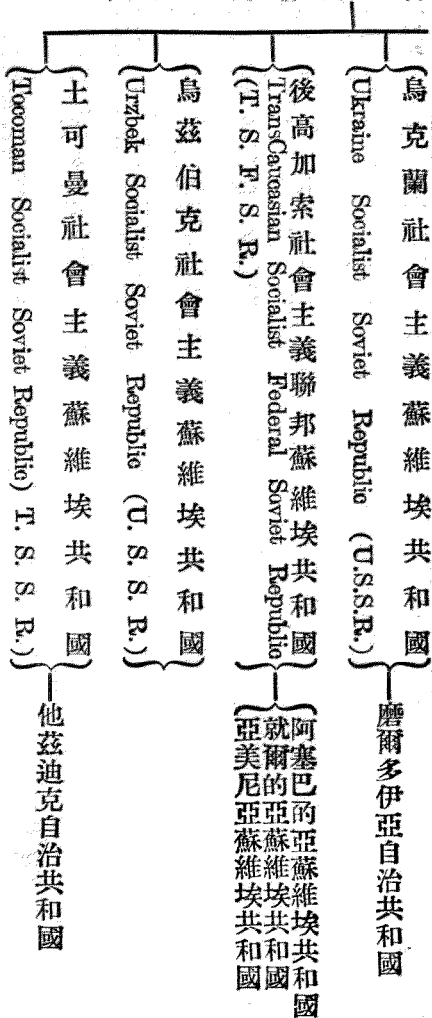 烏克蘭社會主義蘇維埃共和國
Ukraine Socialist Soviet Republic (U.S.S.R.)
磨爾多伊亞自治共和國
後高加索社會主義聯邦蘇維埃共和國
TransCaucasian Socialist Federal Soviet Republic
(T. S. F. S. R.)
阿塞巴的亞蘇維埃共和國
就爾的亞蘇維埃共和國
亞美尼亞蘇維埃共和國
烏茲伯克社會主義蘇維埃共和國
Urzbek Socialist Soviet Republic (U. S. S. R.)
土可曼社會主義蘇維埃共和國
Tocoman Socialist Soviet Republic) T. S. S. R.)
他茲迪克自治共和國